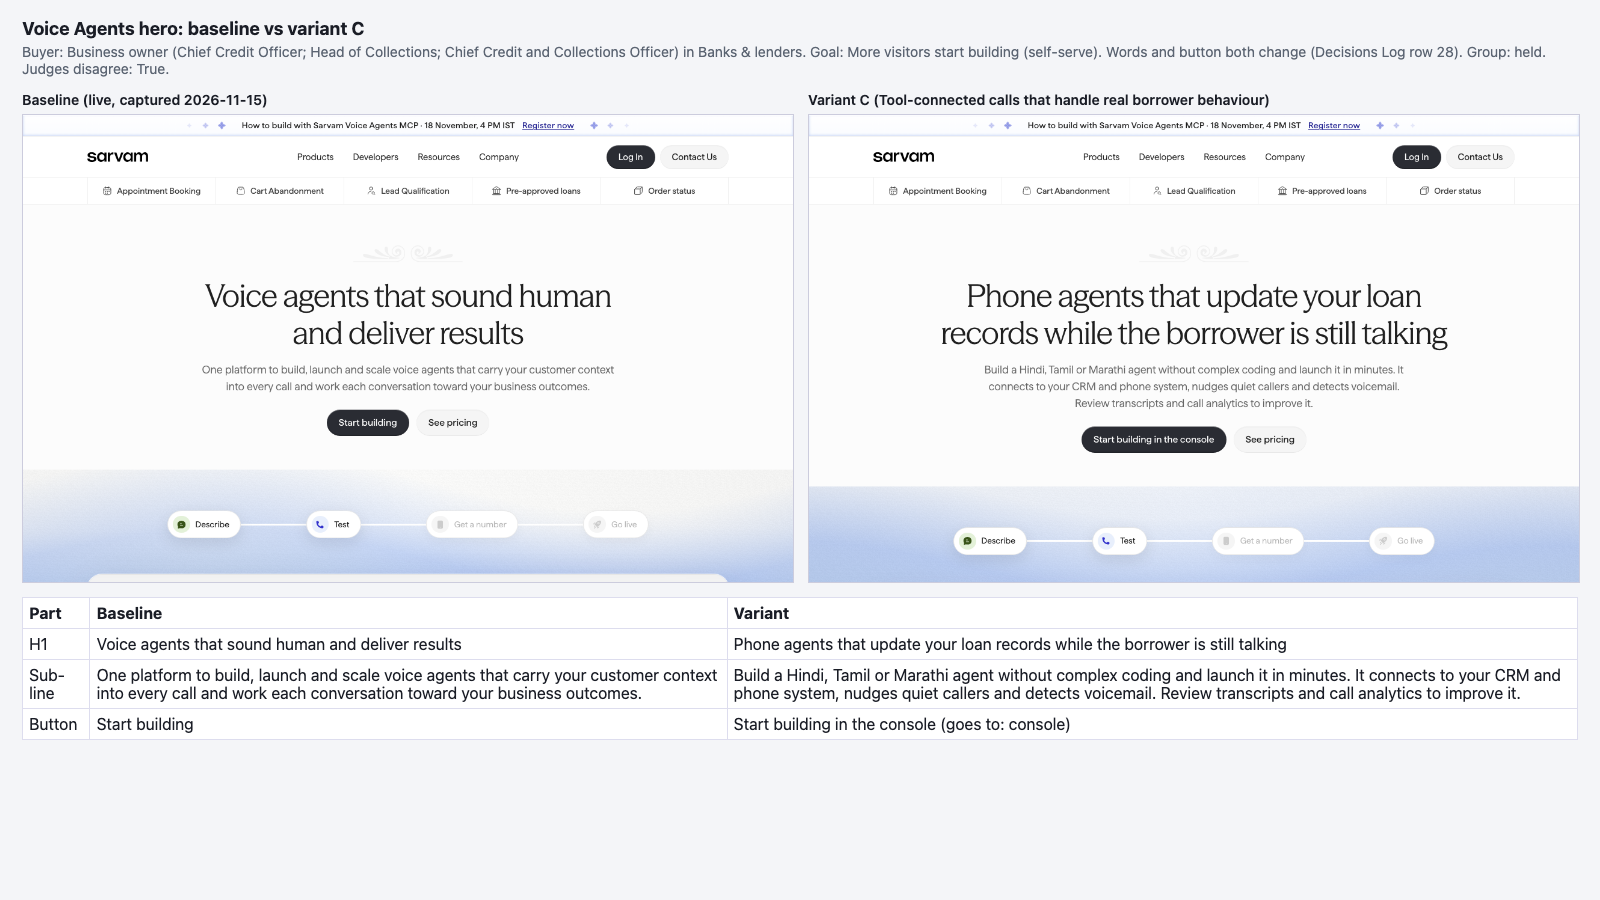 Voice Agents hero: baseline vs variant C
Buyer: Business owner (Chief Credit Officer; Head of Collections; Chief Credit and Collections Officer) in Banks & lenders. Goal: More visitors start building (self-serve). Words and button both change (Decisions Log row 28). Group: held.
Judges disagree: True.
Baseline (live, captured 2026-11-15)
How to build with Sarvam Voice Agents MCP · 18 November, 4 PM IST Register now
sarvam Products Developers Resources Company Log In Contact Us
Appointment Booking Cart Abandonment Lead Qualification Pre-approved loans Order status
Voice agents that sound human
and deliver results
One platform to build, launch and scale voice agents that carry your customer context
into every call and work each conversation toward your business outcomes.
Start building See pricing
Describe Test Get a number Go live
Variant C (Tool-connected calls that handle real borrower behaviour)
How to build with Sarvam Voice Agents MCP · 18 November, 4 PM IST Register now
sarvam Products Developers Resources Company Log In Contact Us
Appointment Booking Cart Abandonment Lead Qualification Pre-approved loans Order status
Phone agents that update your loan
records while the borrower is still talking
Build a Hindi, Tamil or Marathi agent without complex coding and launch it in minutes. It
connects to your CRM and phone system, nudges quiet callers and detects voicemail.
Review transcripts and call analytics to improve it.
Start building in the console See pricing
Describe Test Get a number Go live
Part Baseline Variant
H1 Voice agents that sound human and deliver results Phone agents that update your loan records while the borrower is still talking
Sub-
line
One platform to build, launch and scale voice agents that carry your customer context
into every call and work each conversation toward your business outcomes.
Build a Hindi, Tamil or Marathi agent without complex coding and launch it in minutes. It connects to your CRM and
phone system, nudges quiet callers and detects voicemail. Review transcripts and call analytics to improve it.
Button Start building Start building in the console (goes to: console)